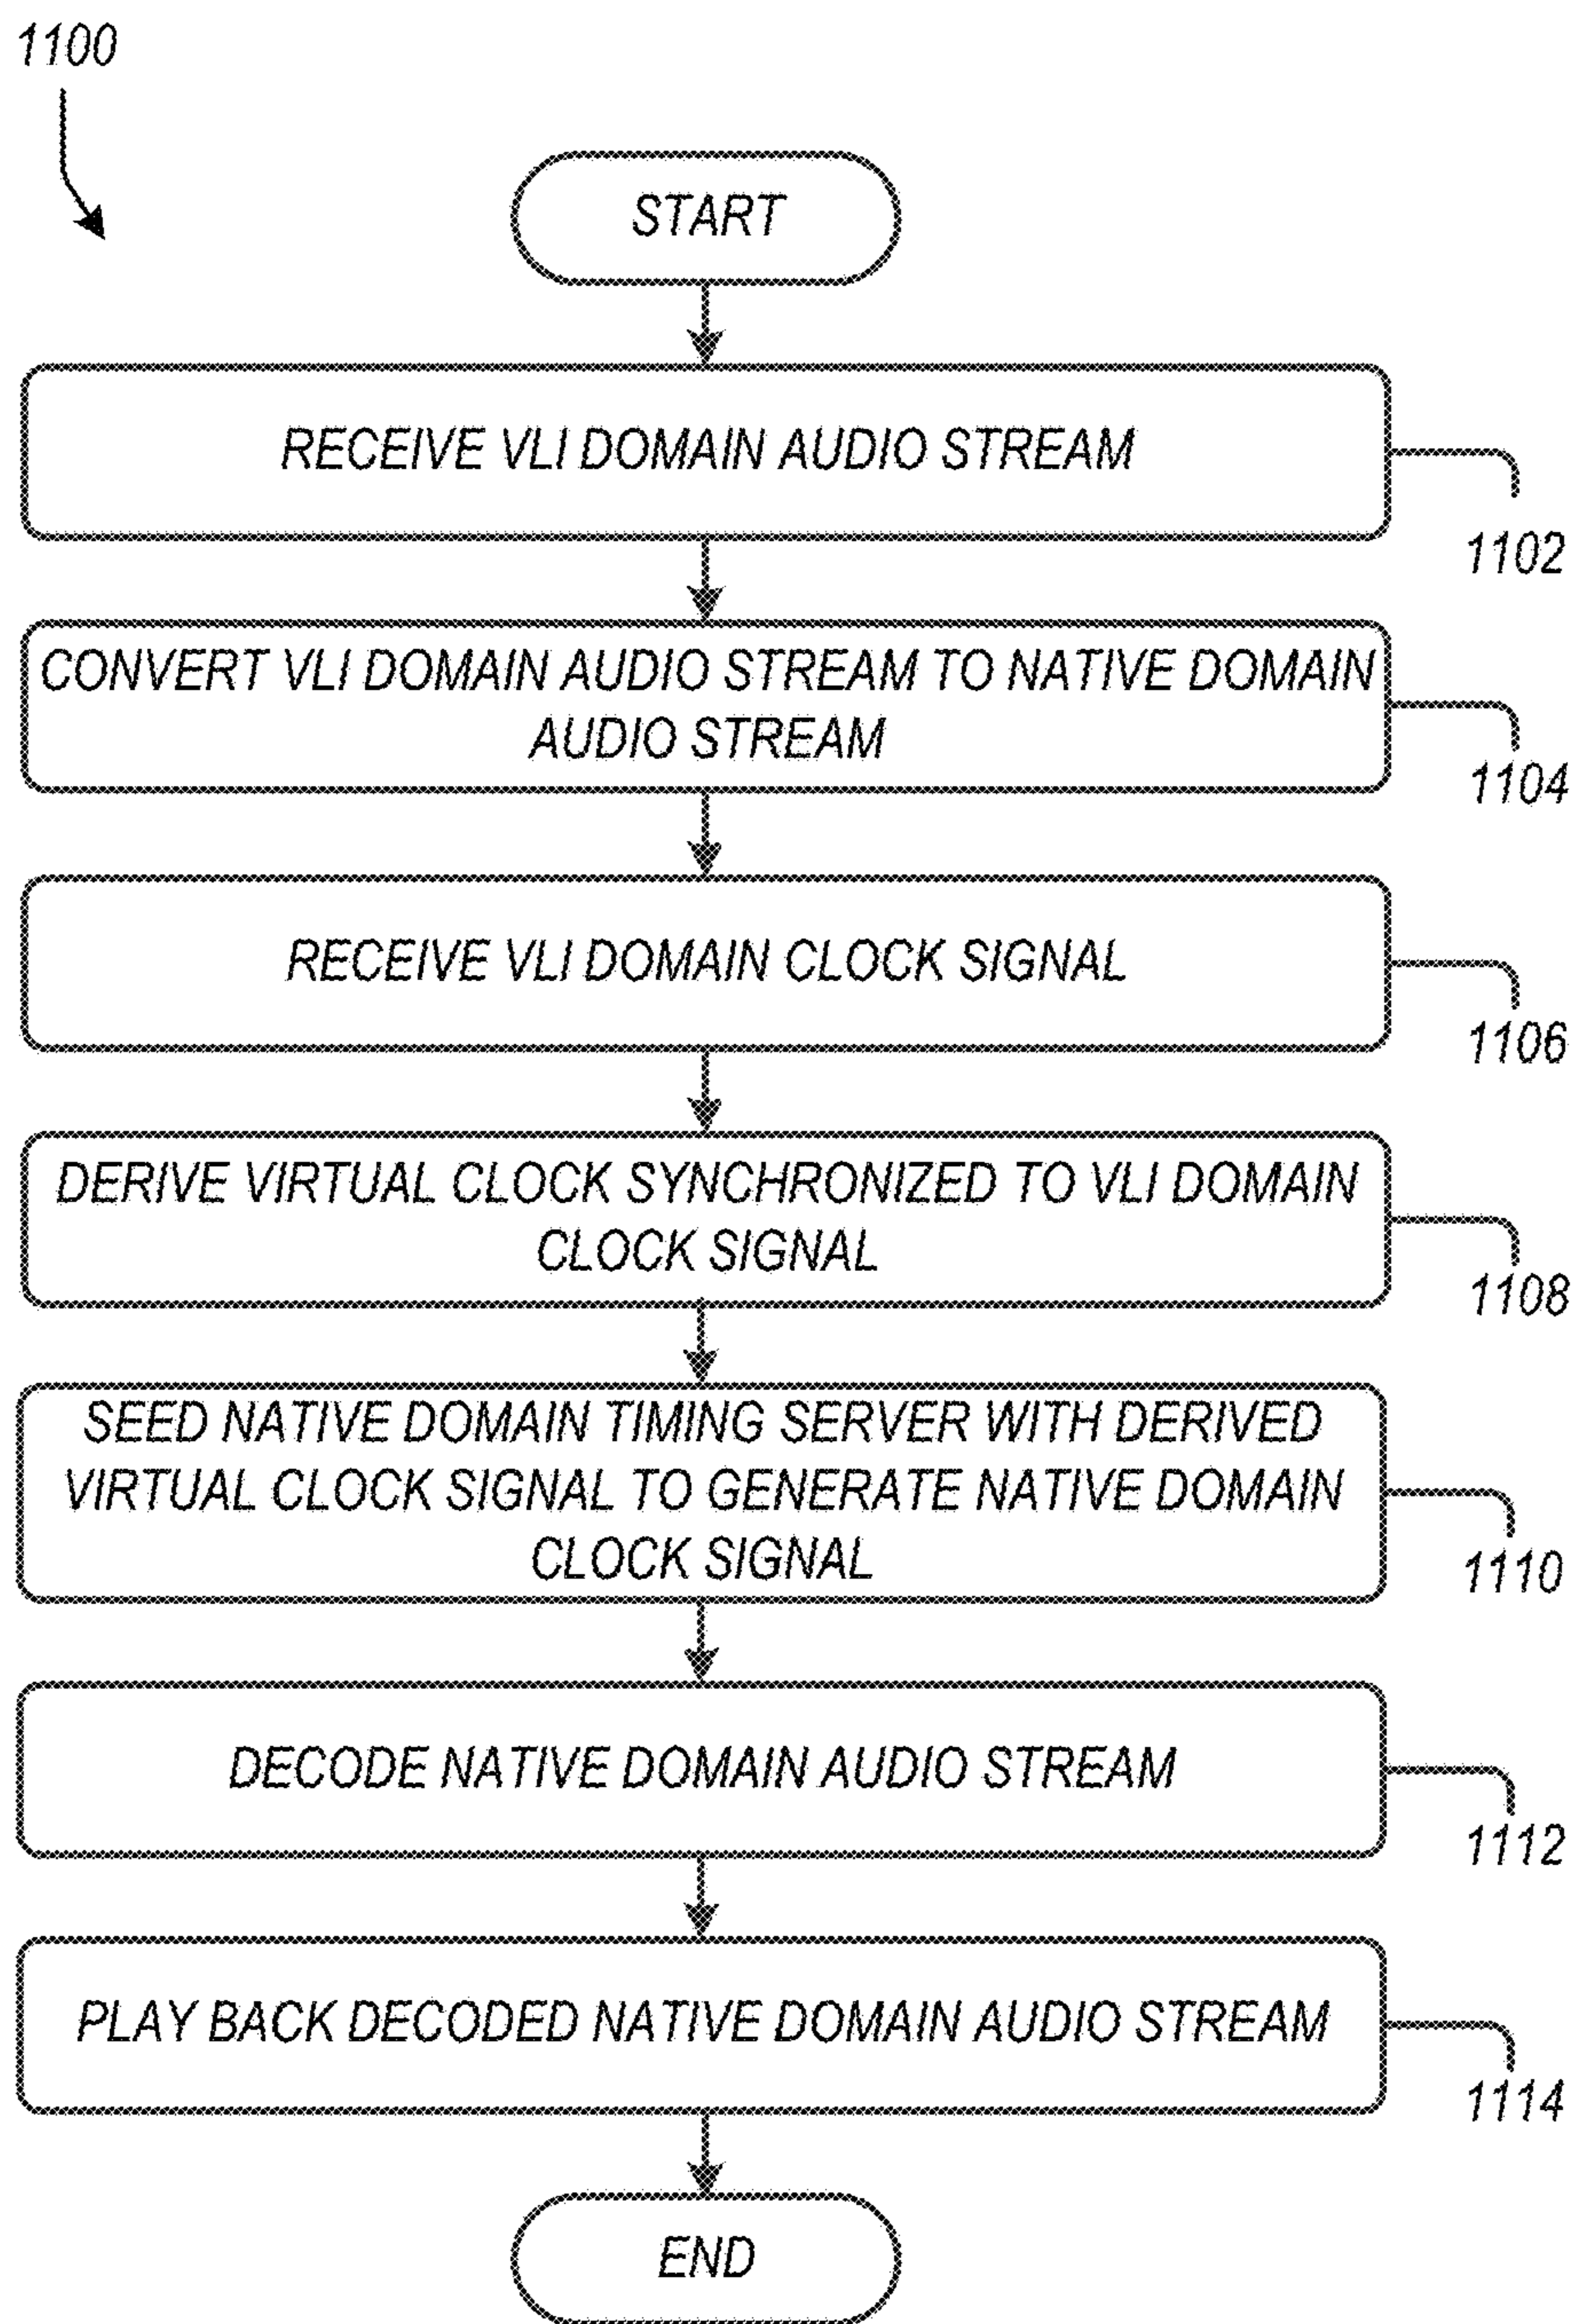 1100
START
RECEIVE VLI DOMAIN AUDIO STREAM
1102
CONVERT VLI DOMAIN AUDIO STREAM TO NATIVE DOMAIN
AUDIO STREAM
1104
RECEIVE VLI DOMAIN CLOCK SIGNAL
1106
DERIVE VIRTUAL CLOCK SYNCHRONIZED TO VLI DOMAIN
CLOCK SIGNAL
1108
SEED NATIVE DOMAIN TIMING SERVER WITH DERIVED
VIRTUAL CLOCK SIGNAL TO GENERATE NATIVE DOMAIN
CLOCK SIGNAL
1110
DECODE NATIVE DOMAIN AUDIO STREAM
1112
PLAY BACK DECODED NATIVE DOMAIN AUDIO STREAM
1114
END